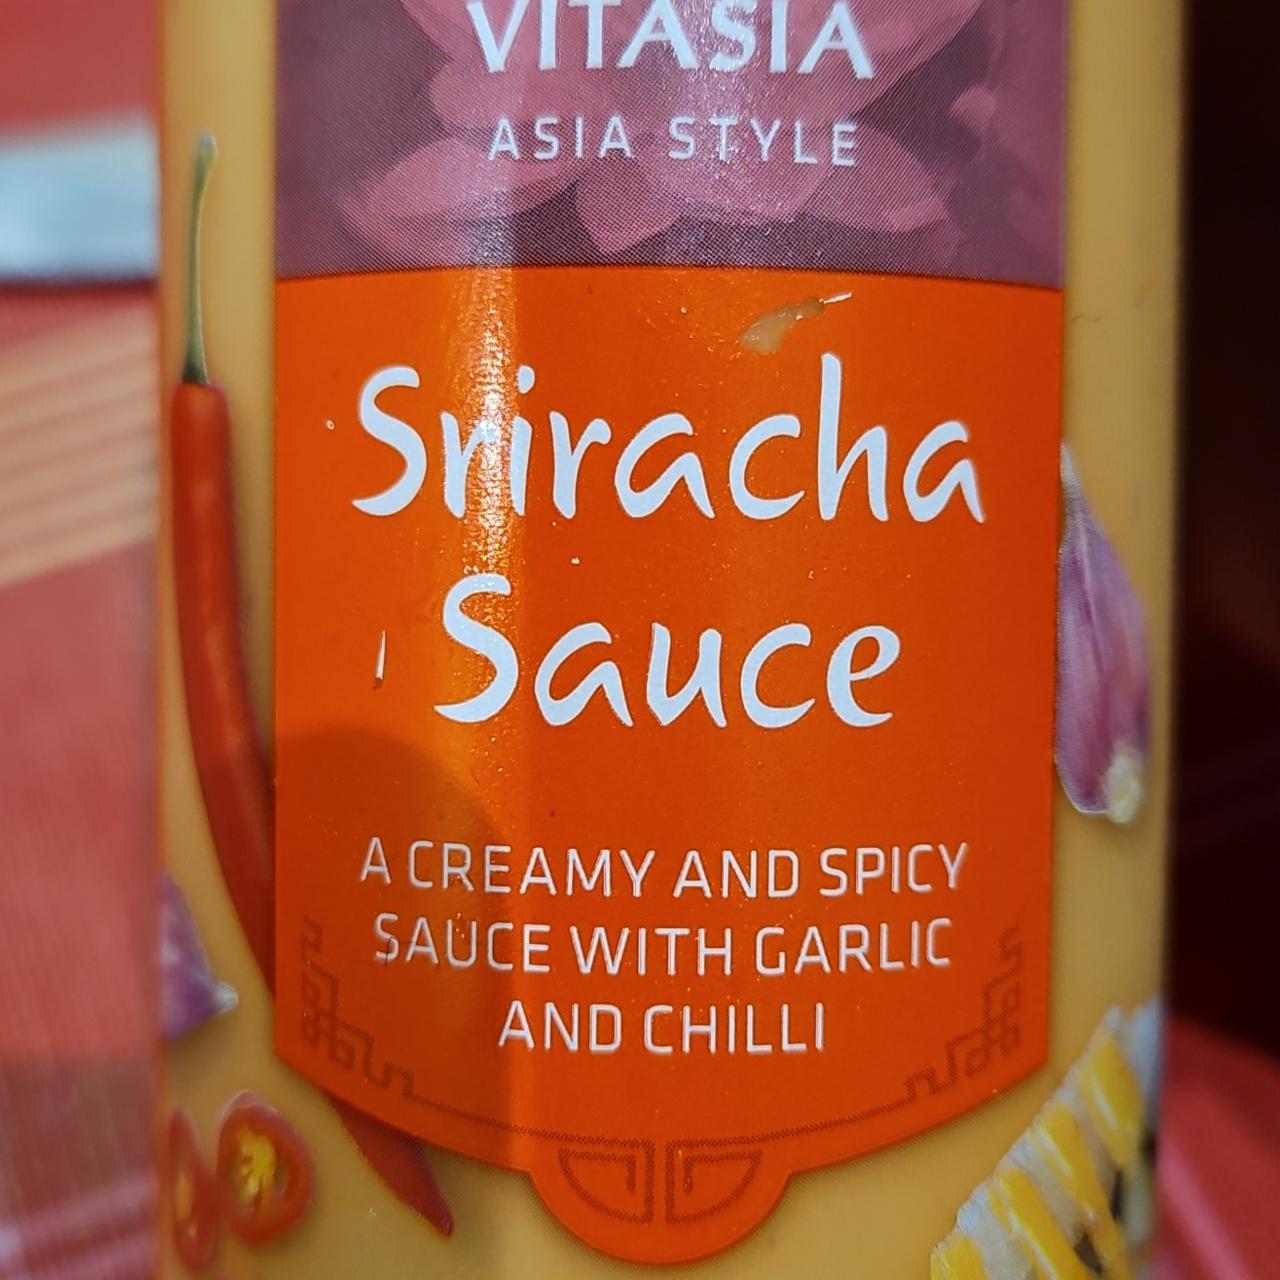 VITASIA
ASIA STYLE
Sriracha
Sauce
A CREAMY AND SPICY
SAUCE WITH GARLIC
AND CHILLI